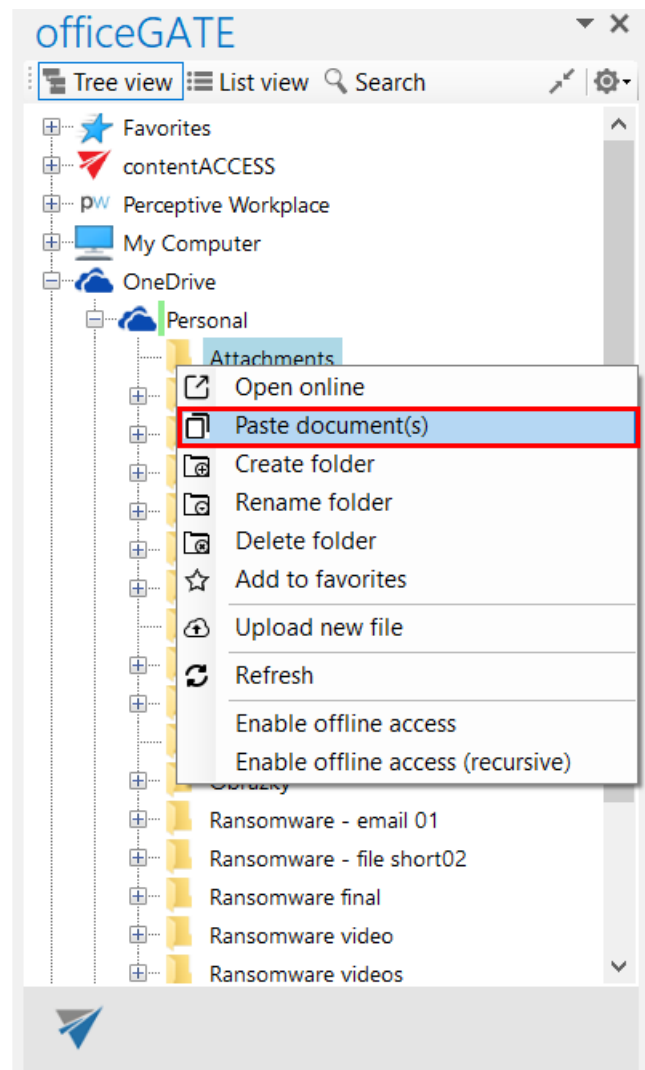 officeGATE
Tree view List view Search
Favorites
contentACCESS
pw Perceptive Workplace
My Computer
OneDrive
Personal
Attachments
Open online
Paste document(s)
Create folder
Rename folder
Delete folder
Add to favorites
Upload new file
Refresh
Enable offline access
Enable offline access (recursive)
Obrázky
Ransomware - email 01
Ransomware - file short02
Ransomware final
Ransomware video
Ransomware videos